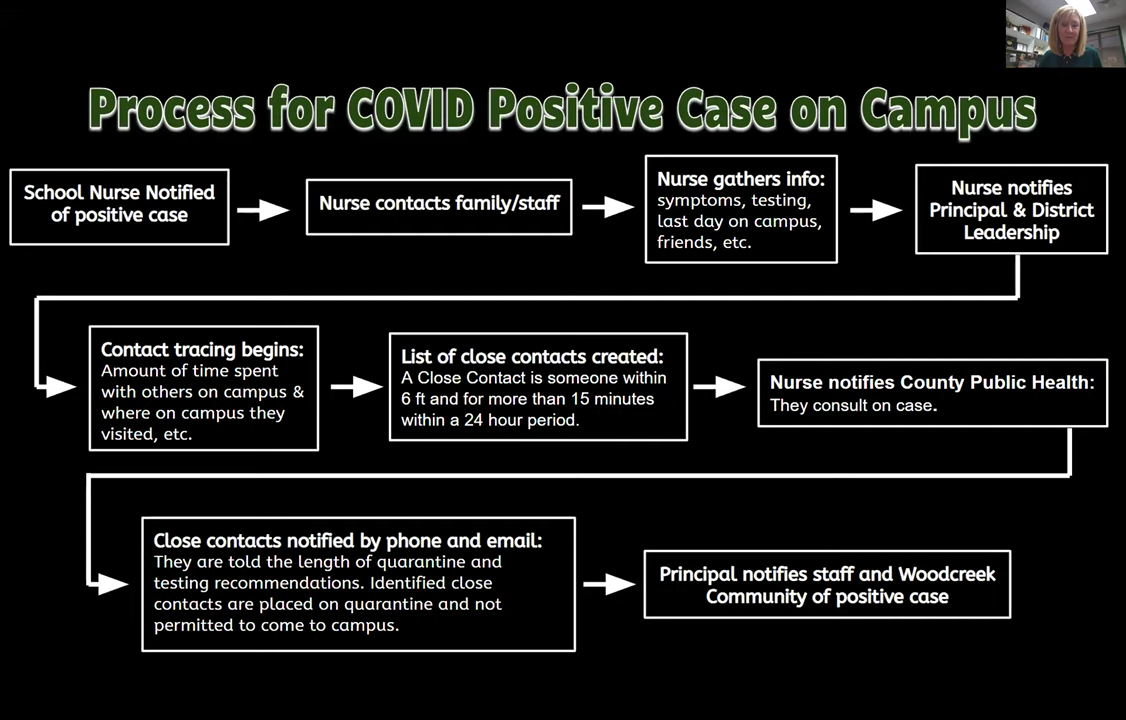 Process for COVID Positive Case on Campus
School Nurse Notified
of positive case
Nurse contacts family/staff
Nurse gathers info:
symptoms, testing,
last day on campus,
friends, etc.
Nurse notifies
Principal & District
Leadership
Contact tracing begins:
Amount of time spent
with others on campus &
where on campus they
visited, etc.
List of close contacts created:
A Close Contact is someone within
6 ft and for more than 15 minutes
within a 24 hour period.
Nurse notifies County Public Health:
They consult on case.
Close contacts notified by phone and email:
They are told the length of quarantine and
testing recommendations. Identified close
contacts are placed on quarantine and not
permitted to come to campus.
Principal notifies staff and Woodcreek
Community of positive case